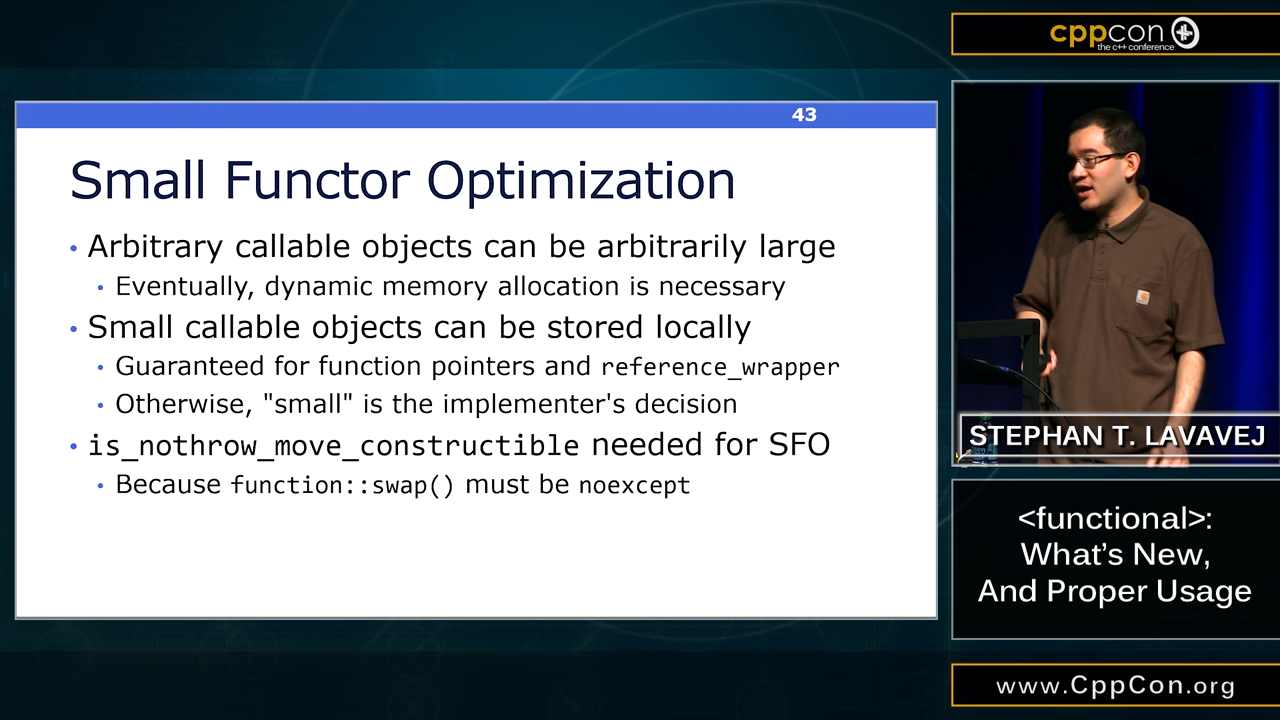 43
Small Functor Optimization
• Arbitrary callable objects can be arbitrarily large
• Eventually, dynamic memory allocation is necessary
• Small callable objects can be stored locally
• Guaranteed for function pointers and reference_wrapper
• Otherwise, "small" is the implementer's decision
• is_nothrow_move_constructible needed for SFO
• Because function::swap() must be noexcept
cppcon
the c++ conference
STEPHAN T. LAVAVEJ
<functional>:
What's New,
And Proper Usage
www.CppCon.org